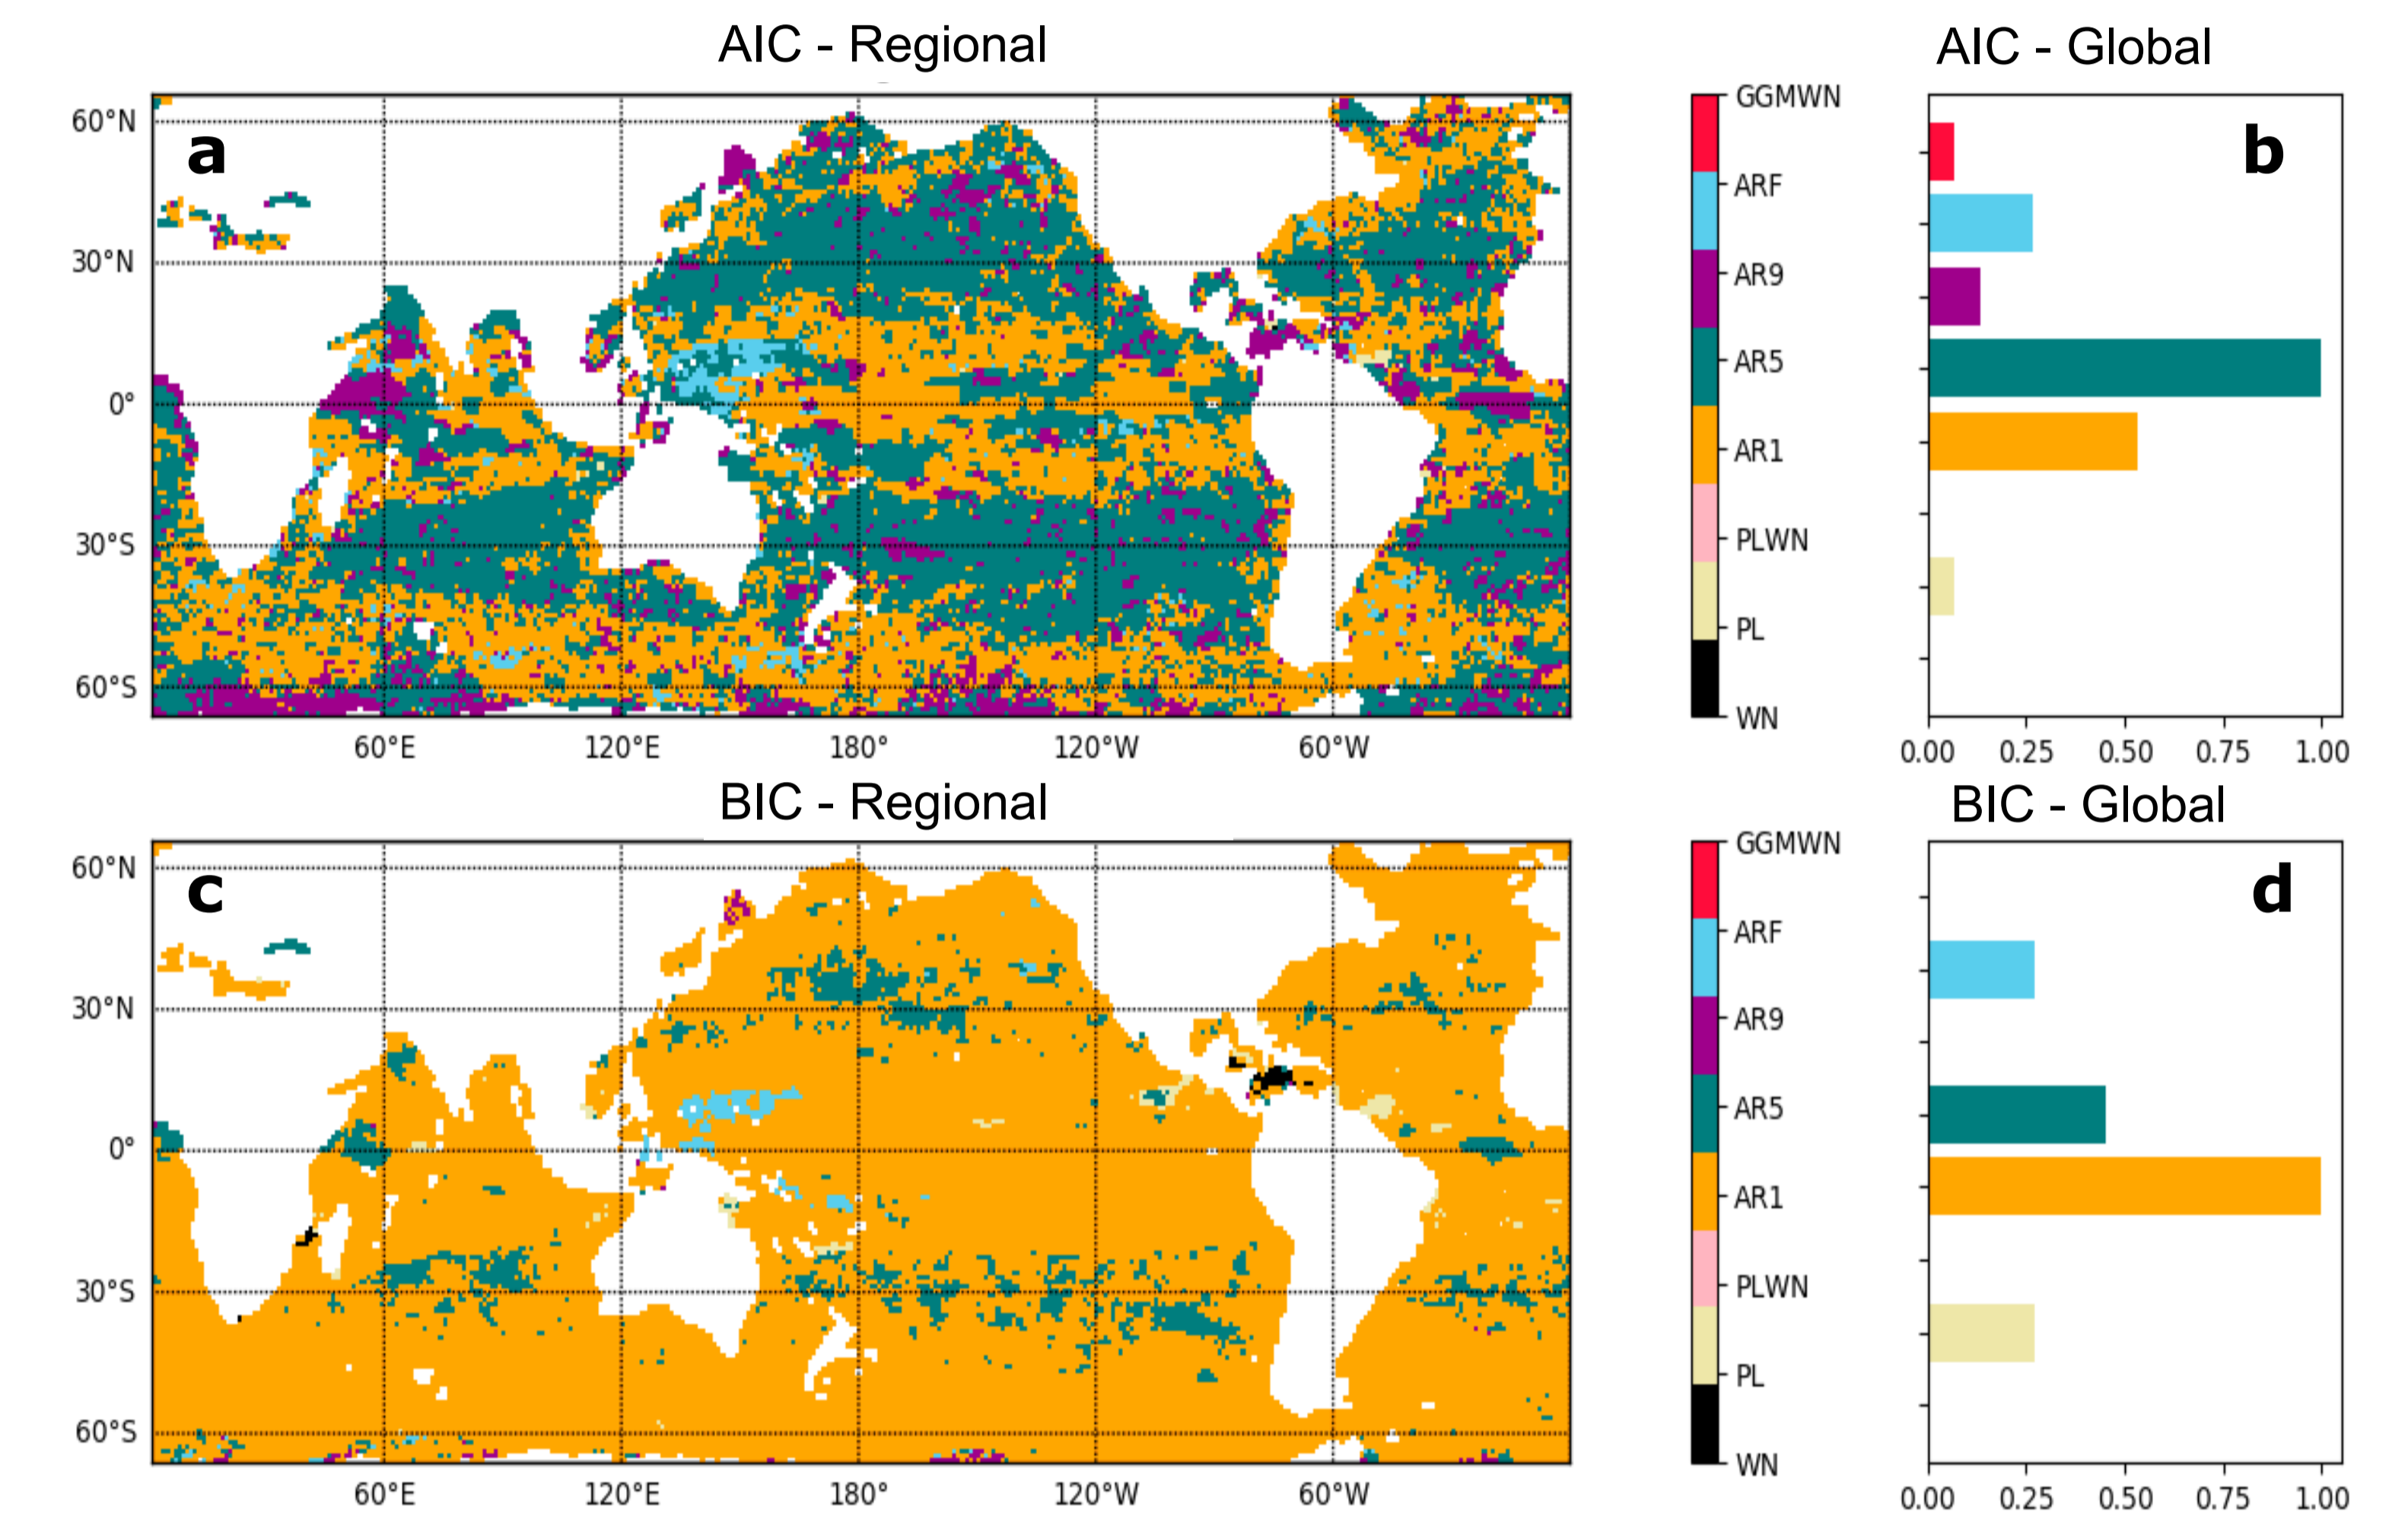 AIC - Regional
AIC - Global
a
60°N
30°N
0°
30°S
60°S
60°E 120°E 180° 120°W 60°W
GGMWN
ARF
AR9
AR5
AR1
PLWN
PL
WN
b
0.00 0.25 0.50 0.75 1.00
BIC - Regional
BIC - Global
c
60°N
30°N
0°
30°S
60°S
60°E 120°E 180° 120°W 60°W
GGMWN
ARF
AR9
AR5
AR1
PLWN
PL
WN
d
0.00 0.25 0.50 0.75 1.00